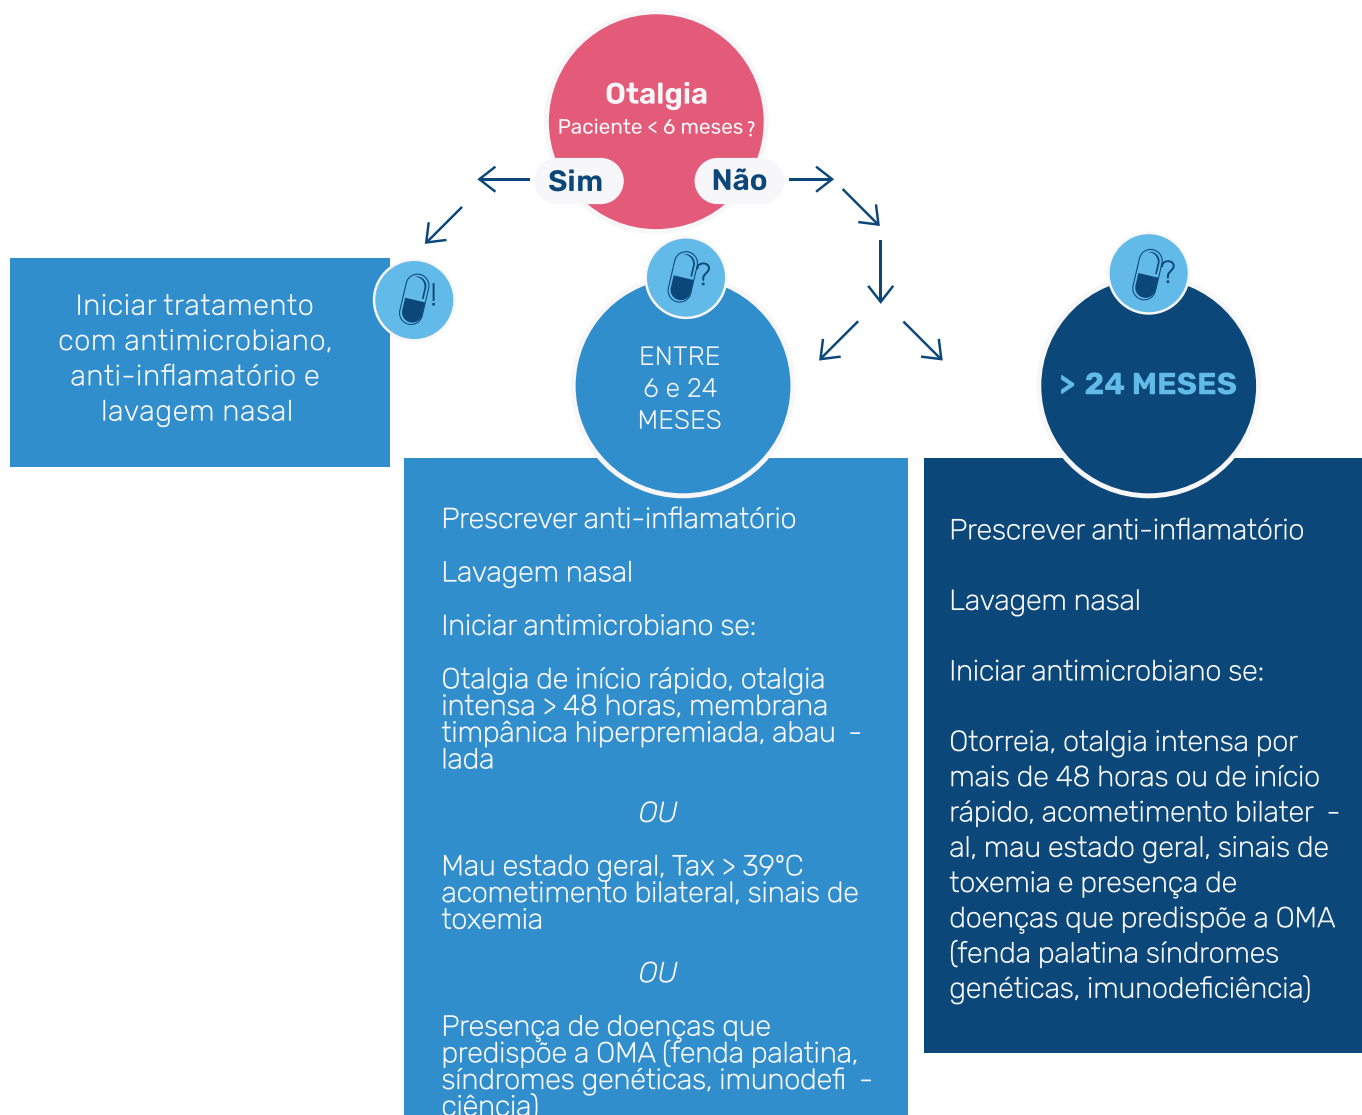 Otalgia
Paciente < 6 meses ?
Sim
Não
Iniciar tratamento
com antimicrobiano,
anti-inflamatório e
lavagem nasal
!
?
ENTRE
6 e 24
MESES
Prescrever anti-inflamatório
Lavagem nasal
Iniciar antimicrobiano se:
Otalgia de início rápido, otalgia
intensa > 48 horas, membrana
timpânica hiperpremiada, abau -
lada
OU
Mau estado geral, Tax > 39°C
acometimento bilateral, sinais de
toxemia
OU
Presença de doenças que
predispõe a OMA (fenda palatina,
síndromes genéticas, imunodefi -
ciência)
?
> 24 MESES
Prescrever anti-inflamatório
Lavagem nasal
Iniciar antimicrobiano se:
Otorreia, otalgia intensa por
mais de 48 horas ou de início
rápido, acometimento bilater -
al, mau estado geral, sinais de
toxemia e presença de
doenças que predispõe a OMA
(fenda palatina síndromes
genéticas, imunodeficiência)